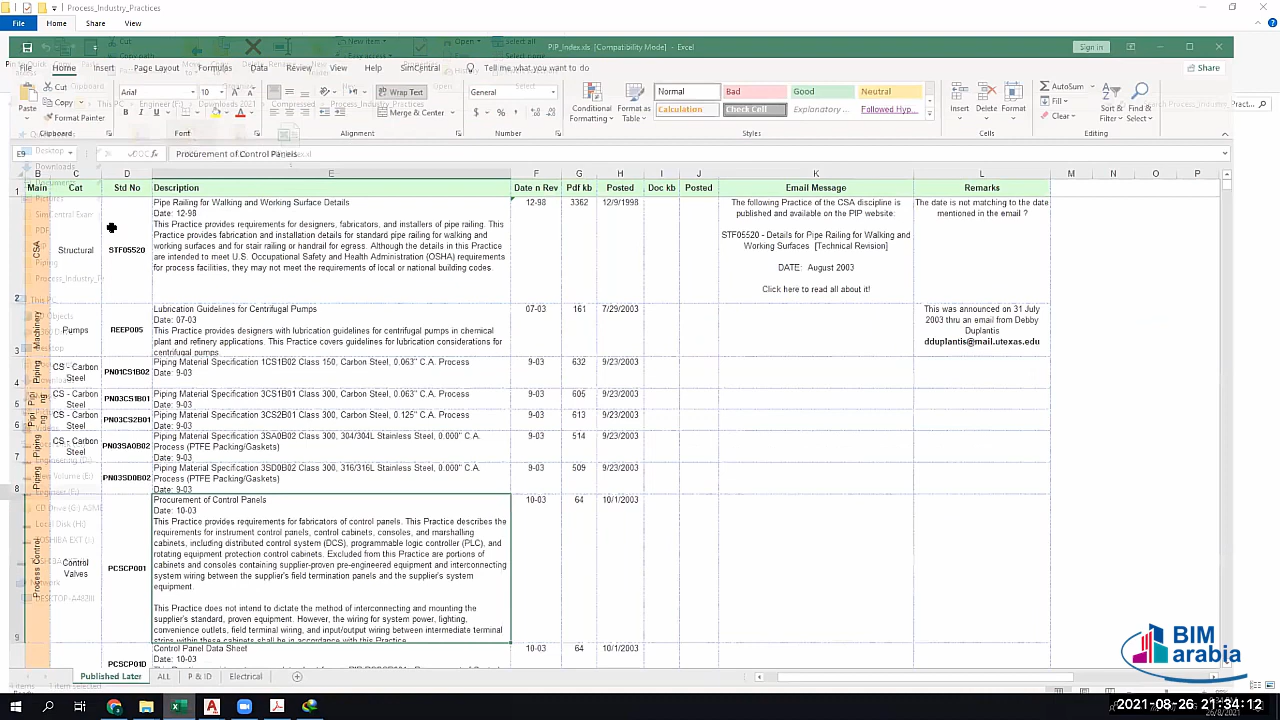 Process_Industry_Practices
File Home Share View
PIP_Index.xls [Compatibility Mode] - Excel
Sign in
File Home Insert Page Layout Formulas Data Review View Help SimCentral Tell me what you want to do
Share
Paste
Cut
Copy
Format Painter
Arial 10
Wrap Text
Merge & Center
General
Conditional Formatting
Format as Table
Normal Bad Good Neutral
Calculation Check Cell Explanatory ... Followed Hyp...
Insert Delete Format
AutoSum
Fill
Clear
Sort & Filter
Find & Select
Font Alignment Number Styles Cells Editing
E9 Procurement of Control Panels
B C D E F G H I J K L M N O P
1 Main Cat Std No Description Date n Rev Pdf kb Posted Doc kb Posted Email Message Remarks
2 CSA Structural STF05520
Pipe Railing for Walking and Working Surface Details
Date: 12-98
This Practice provides requirements for designers, fabricators, and installers of pipe railing. This
Practice provides fabrication and installation details for standard pipe railing for walking and
working surfaces and for stair railing or handrail for egress. Although the details in this Practice
are intended to meet U.S. Occupational Safety and Health Administration (OSHA) requirements
for process facilities, they may not meet the requirements of local or national building codes.
12-98 3362 12/9/1998
The following Practice of the CSA discipline is
published and available on the PIP website:
STF05520 - Details for Pipe Railing for Walking and
Working Surfaces [Technical Revision]
DATE: August 2003
Click here to read all about it!
The date is not matching to the date
mentioned in the email ?
3 Machinery Pumps REEP005
Lubrication Guidelines for Centrifugal Pumps
Date: 07-03
This Practice provides designers with lubrication guidelines for centrifugal pumps in chemical
plant and refinery applications. This Practice covers guidelines for lubrication considerations for
centrifugal pumps.
07-03 161 7/29/2003
This was announced on 31 July
2003 thru an email from Debby
Duplantis
dduplantis@mail.utexas.edu
4 Piping CS - Carbon Steel PN01CS1B02
Piping Material Specification 1CS1B02 Class 150, Carbon Steel, 0.063" C.A. Process
Date: 9-03
9-03 632 9/23/2003
5 CS - Carbon Steel PN03CS1B01
Piping Material Specification 3CS1B01 Class 300, Carbon Steel, 0.063" C.A. Process
Date: 9-03
9-03 605 9/23/2003
6 CS - Carbon Steel PN03CS2B01
Piping Material Specification 3CS2B01 Class 300, Carbon Steel, 0.125" C.A. Process
Date: 9-03
9-03 613 9/23/2003
7 Piping CS - Carbon Steel PN03SA0B02
Piping Material Specification 3SA0B02 Class 300, 304/304L Stainless Steel, 0.000" C.A.
Process (PTFE Packing/Gaskets)
Date: 9-03
9-03 514 9/23/2003
8 Piping PN03SD0B02
Piping Material Specification 3SD0B02 Class 300, 316/316L Stainless Steel, 0.000" C.A.
Process (PTFE Packing/Gaskets)
Date: 9-03
9-03 509 9/23/2003
9 Process Control Control Valves PCSCP001
Procurement of Control Panels
Date: 10-03
This Practice provides requirements for fabricators of control panels. This Practice describes the
requirements for instrument control panels, control cabinets, consoles, and marshalling
cabinets, including distributed control system (DCS), programmable logic controller (PLC), and
rotating equipment protection control cabinets. Excluded from this Practice are portions of
cabinets and consoles containing supplier-proven pre-engineered equipment and interconnecting
system wiring between the supplier's field termination panels and the supplier's system
equipment.
This Practice does not intend to dictate the method of interconnecting and mounting the
supplier's standard, proven equipment. However, the wiring for system power, lighting,
convenience outlets, field terminal wiring, and input/output wiring between intermediate terminal
strips within these cabinets shall be in accordance with this Practice.
10-03 64 10/1/2003
PCSCP01D
Control Panel Data Sheet
Date: 10-03
10-03 64 10/1/2003
Published Later ALL P & ID Electrical
BIM
arabia
2021-08-26 21:34:12